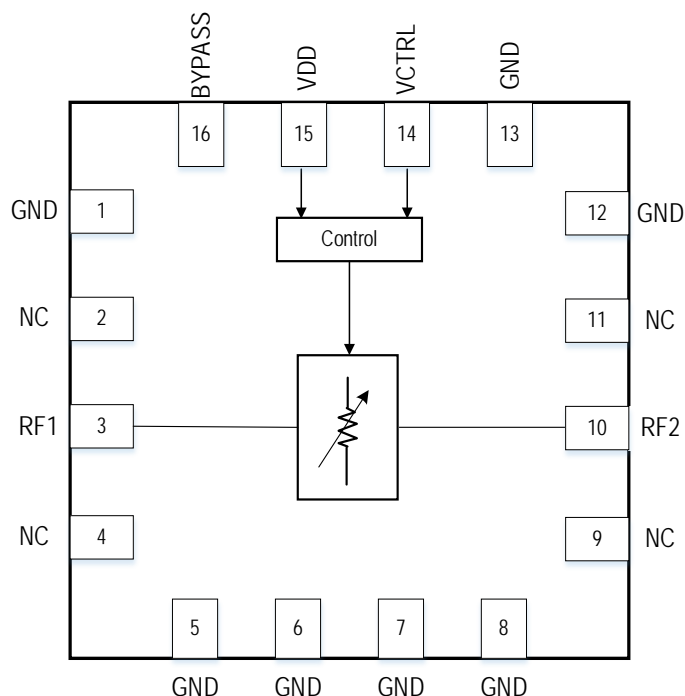 BYPASS VDD VCTRL GND
16 15 14 13
GND 1 12 GND
Control
NC 2 11 NC
RF1 3 10 RF2
NC 4 9 NC
5 6 7 8
GND GND GND GND